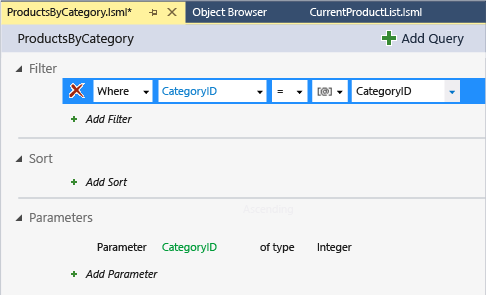 ProductsByCategory.lsml* Object Browser CurrentProductList.lsml
ProductsByCategory Add Query
Filter
Where CategoryID = [@] CategoryID
Add Filter
Sort
Add Sort
Ascending
Parameters
Parameter CategoryID of type Integer
Add Parameter